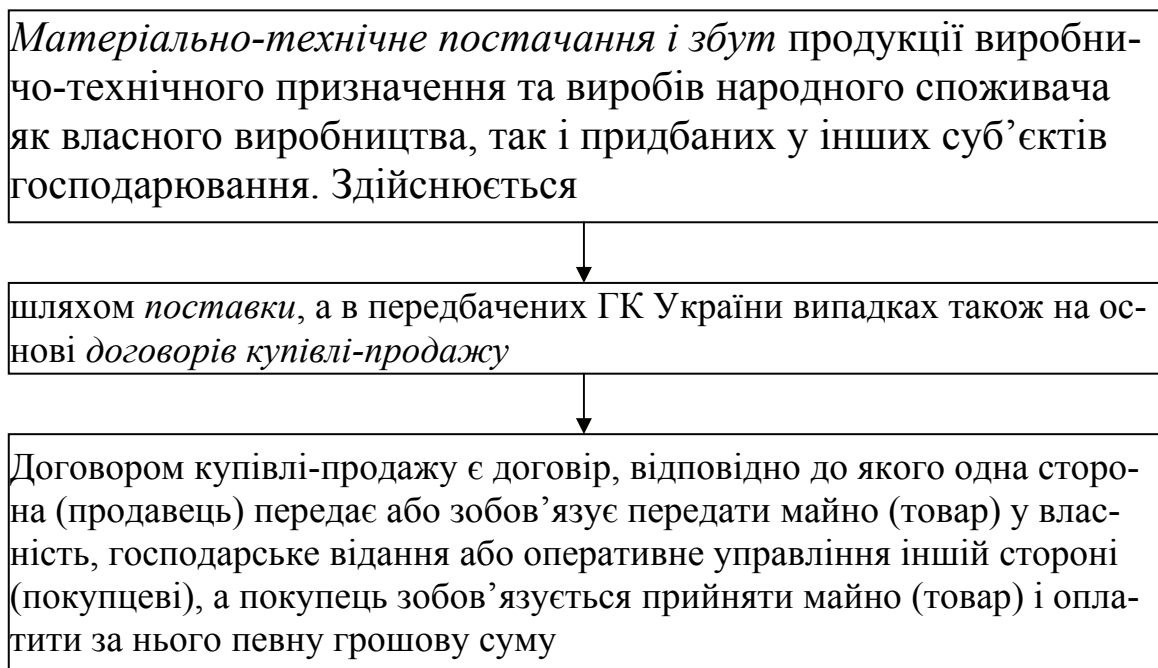 Матеріально-технічне постачання і збут продукції виробни-
чо-технічного призначення та виробів народного споживача
як власного виробництва, так і придбаних у інших суб’єктів
господарювання. Здійснюється
шляхом поставки, а в передбачених ГК України випадках також на ос-
нові договорів купівлі-продажу
Договором купівлі-продажу є договір, відповідно до якого одна сторо-
на (продавець) передає або зобов’язує передати майно (товар) у влас-
ність, господарське відання або оперативне управління іншій стороні
(покупцеві), а покупець зобов’язується прийняти майно (товар) і опла-
тити за нього певну грошову суму